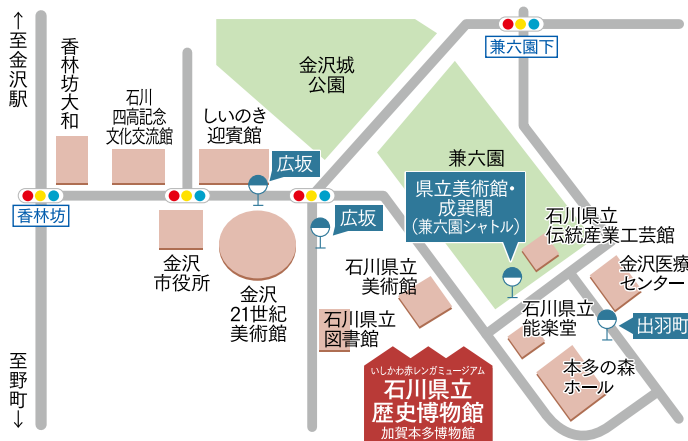 ↑至金沢駅
香林坊大和
石川
四高記念
文化交流館
しいのき
迎賓館
金沢城
公園
兼六園下
広坂
兼六園
県立美術館・
成巽閣
（兼六園シャトル）
石川県立
伝統産業工芸館
金沢医療
センター
香林坊
金沢
市役所
金沢
21世紀
美術館
広坂
石川県立
美術館
石川県立
図書館
石川県立
能楽堂
出羽町
本多の森
ホール
至野町↓
いしかわ赤レンガミュージアム
石川県立
歴史博物館
加賀本多博物館